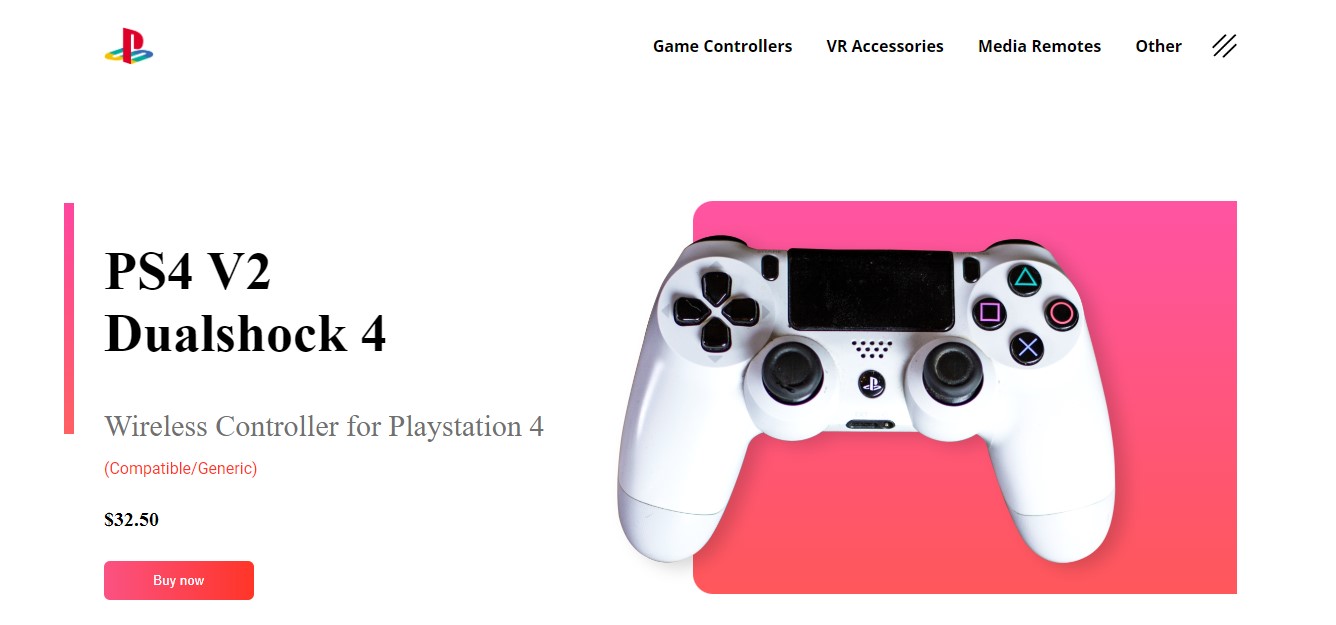 Game Controllers VR Accessories Media Remotes Other
PS4 V2
Dualshock 4
Wireless Controller for Playstation 4
(Compatible/Generic)
$32.50
Buy now